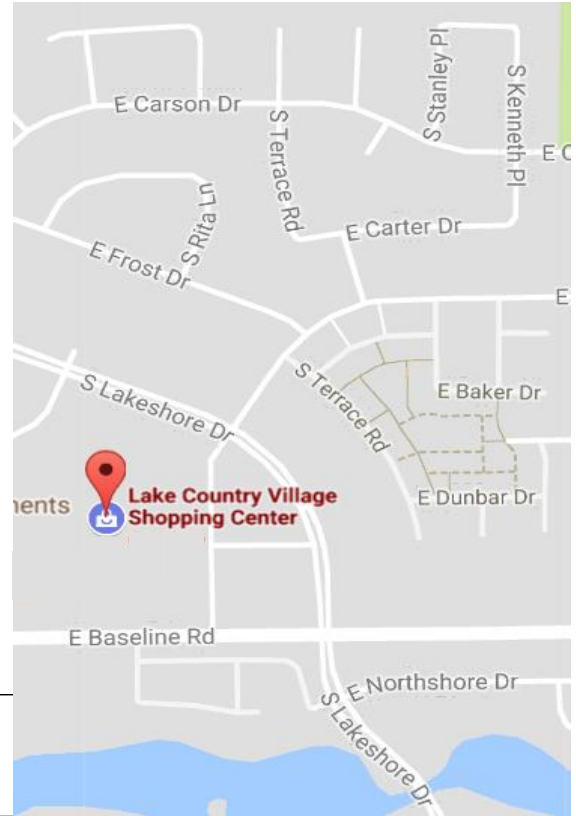 S Stanley Pl
S Kenneth Pl
E Carson Dr
S Terrace Rd
E C
S Rita Ln
E Carter Dr
E Frost Dr
E
S Lakeshore Dr
S Terrace Rd
E Baker Dr
Lake Country Village
Shopping Center
nents
E Dunbar Dr
E Baseline Rd
E Northshore Dr
S Lakeshore Dr